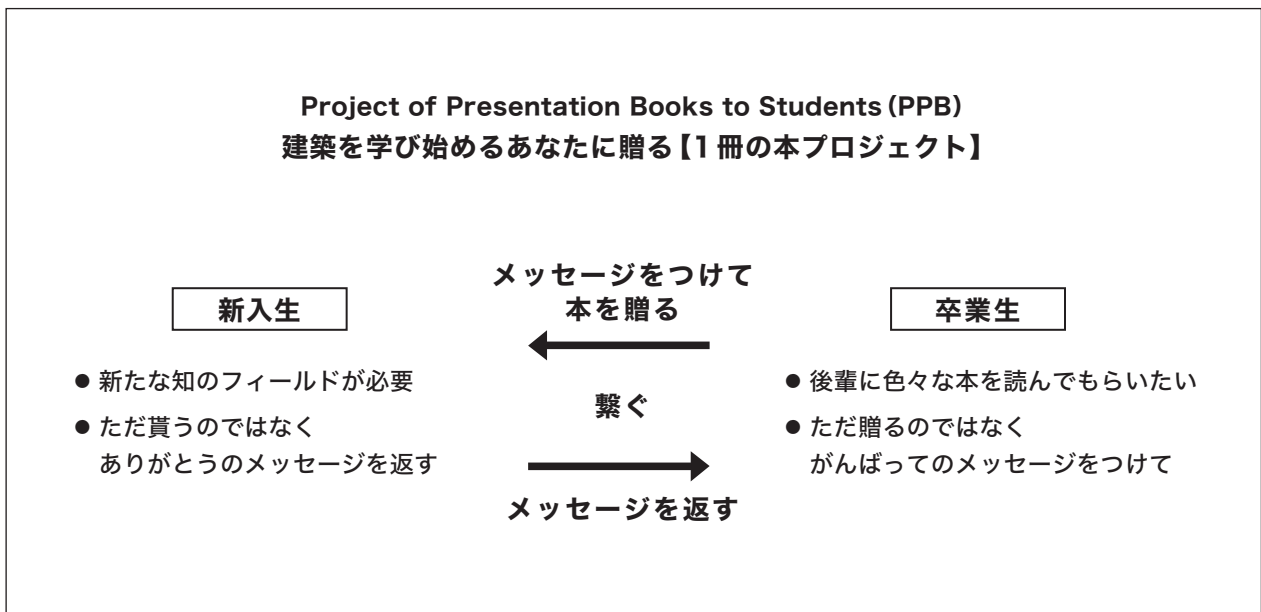 Project of Presentation Books to Students（PPB）
建築を学び始めるあなたに贈る【1冊の本プロジェクト】
新入生
● 新たな知のフィールドが必要
● ただ貰うのではなく
ありがとうのメッセージを返す
メッセージをつけて
本を贈る
繋ぐ
メッセージを返す
卒業生
● 後輩に色々な本を読んでもらいたい
● ただ贈るのではなく
がんばってのメッセージをつけて